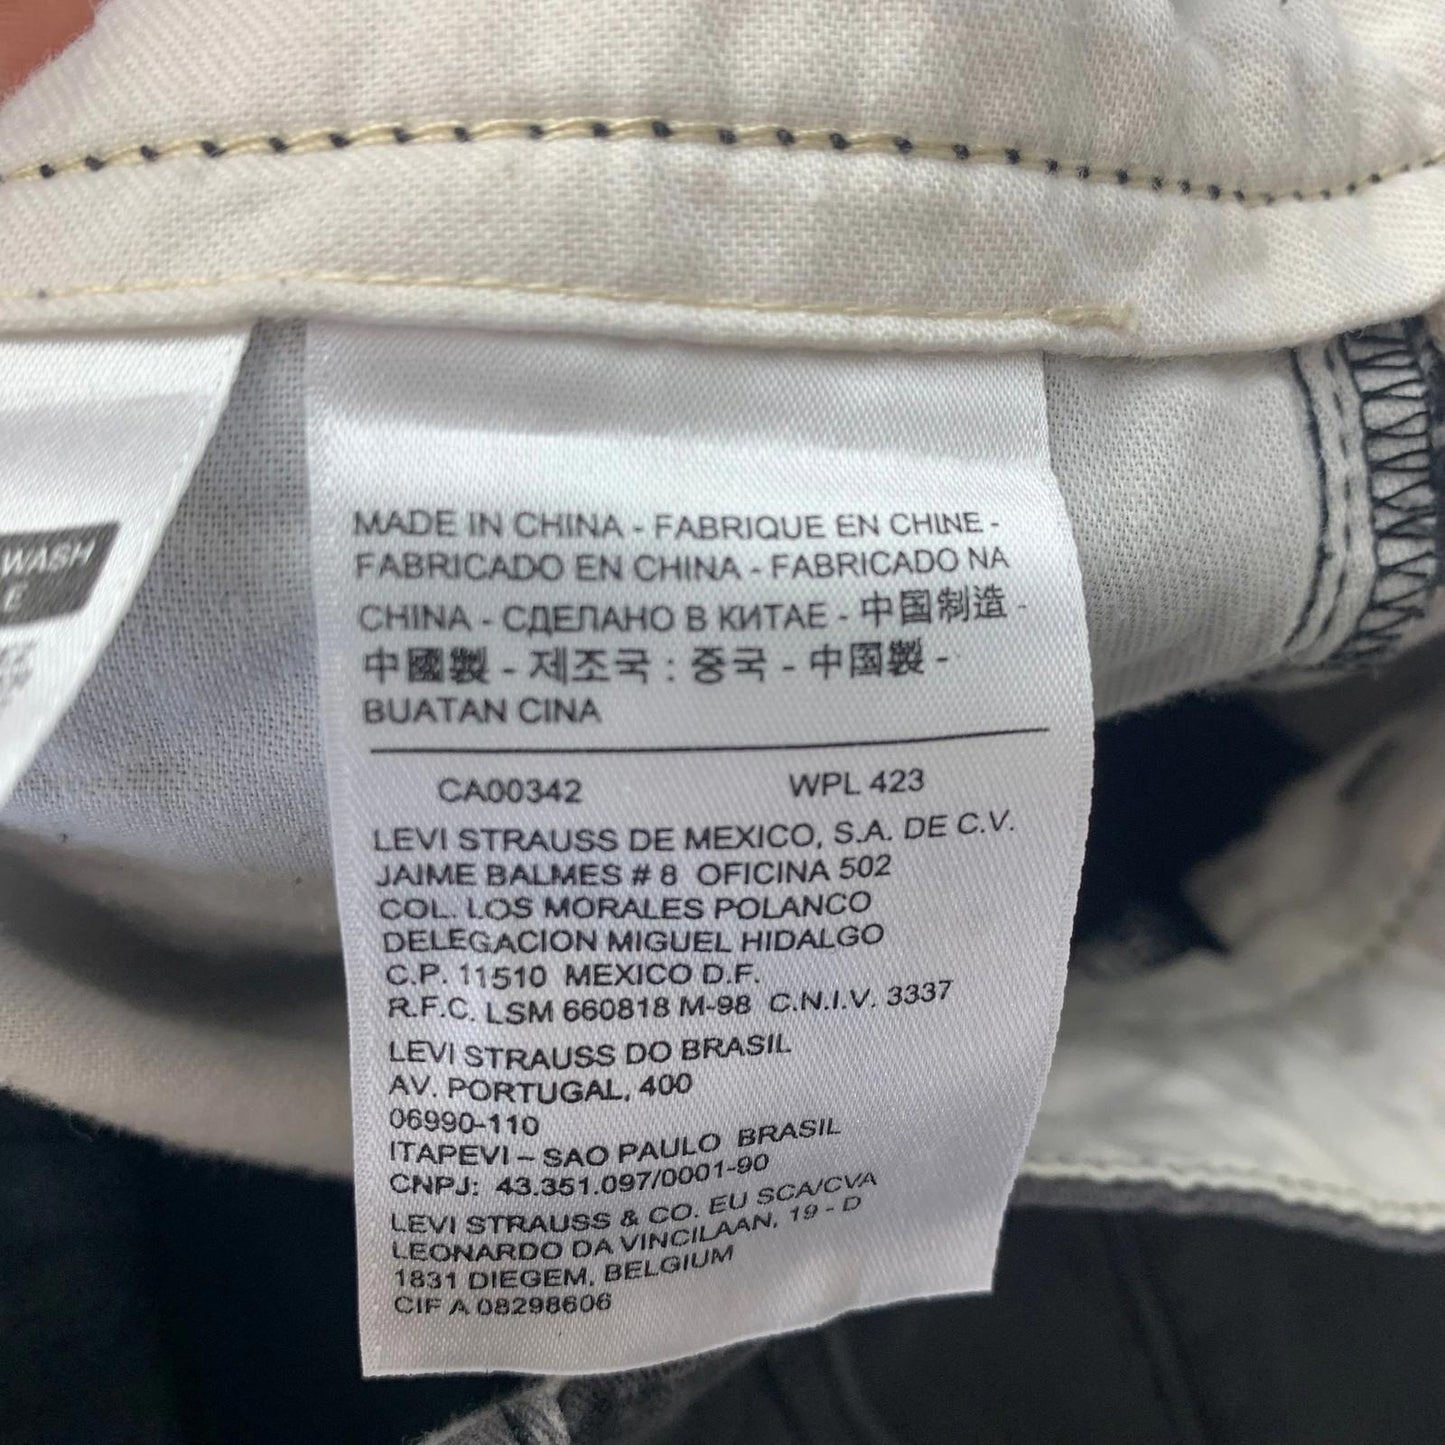 WASH
E
MADE IN CHINA - FABRIQUE EN CHINE -
FABRICADO EN CHINA - FABRICADO NA
CHINA - СДЕЛАНО В КИТАЕ - 中国制造 -
中國製 - 제조국 : 중국 - 中国製 -
BUATAN CINA
CA00342 WPL 423
LEVI STRAUSS DE MEXICO, S.A. DE C.V.
JAIME BALMES # 8 OFICINA 502
COL. LOS MORALES POLANCO
DELEGACION MIGUEL HIDALGO
C.P. 11510 MEXICO D.F.
R.F.C. LSM 660818 M-98 C.N.I.V. 3337
LEVI STRAUSS DO BRASIL
AV. PORTUGAL, 400
06990-110
ITAPEVI – SAO PAULO BRASIL
CNPJ: 43.351.097/0001-90
LEVI STRAUSS & CO. EU SCA/CVA
LEONARDO DA VINCILAAN, 19 - D
1831 DIEGEM, BELGIUM
CIF A 08298606